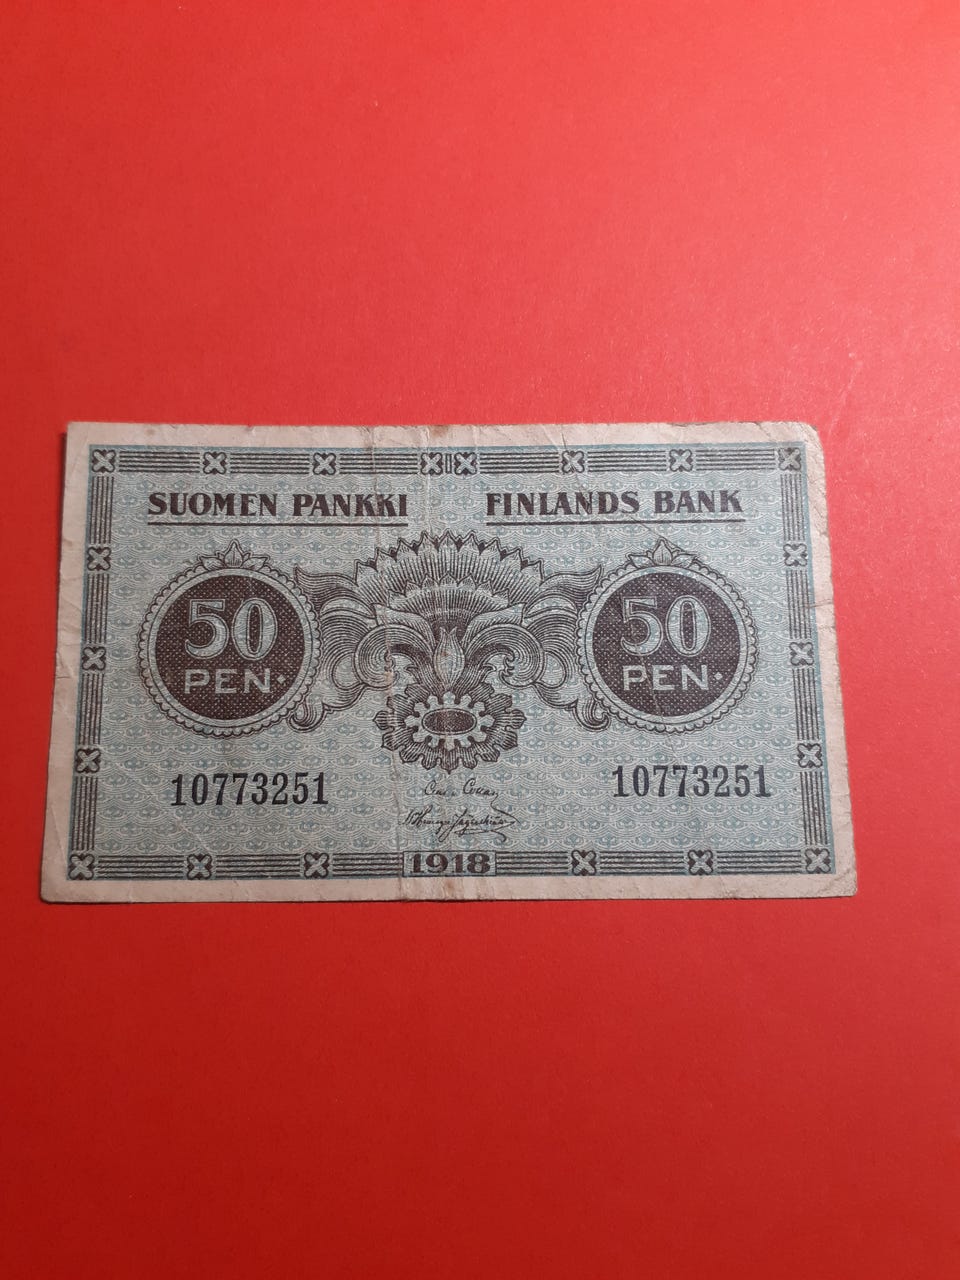 SUOMEN PANKKI FINLANDS BANK
50 50
PEN. PEN.
10773251 10773251
1918